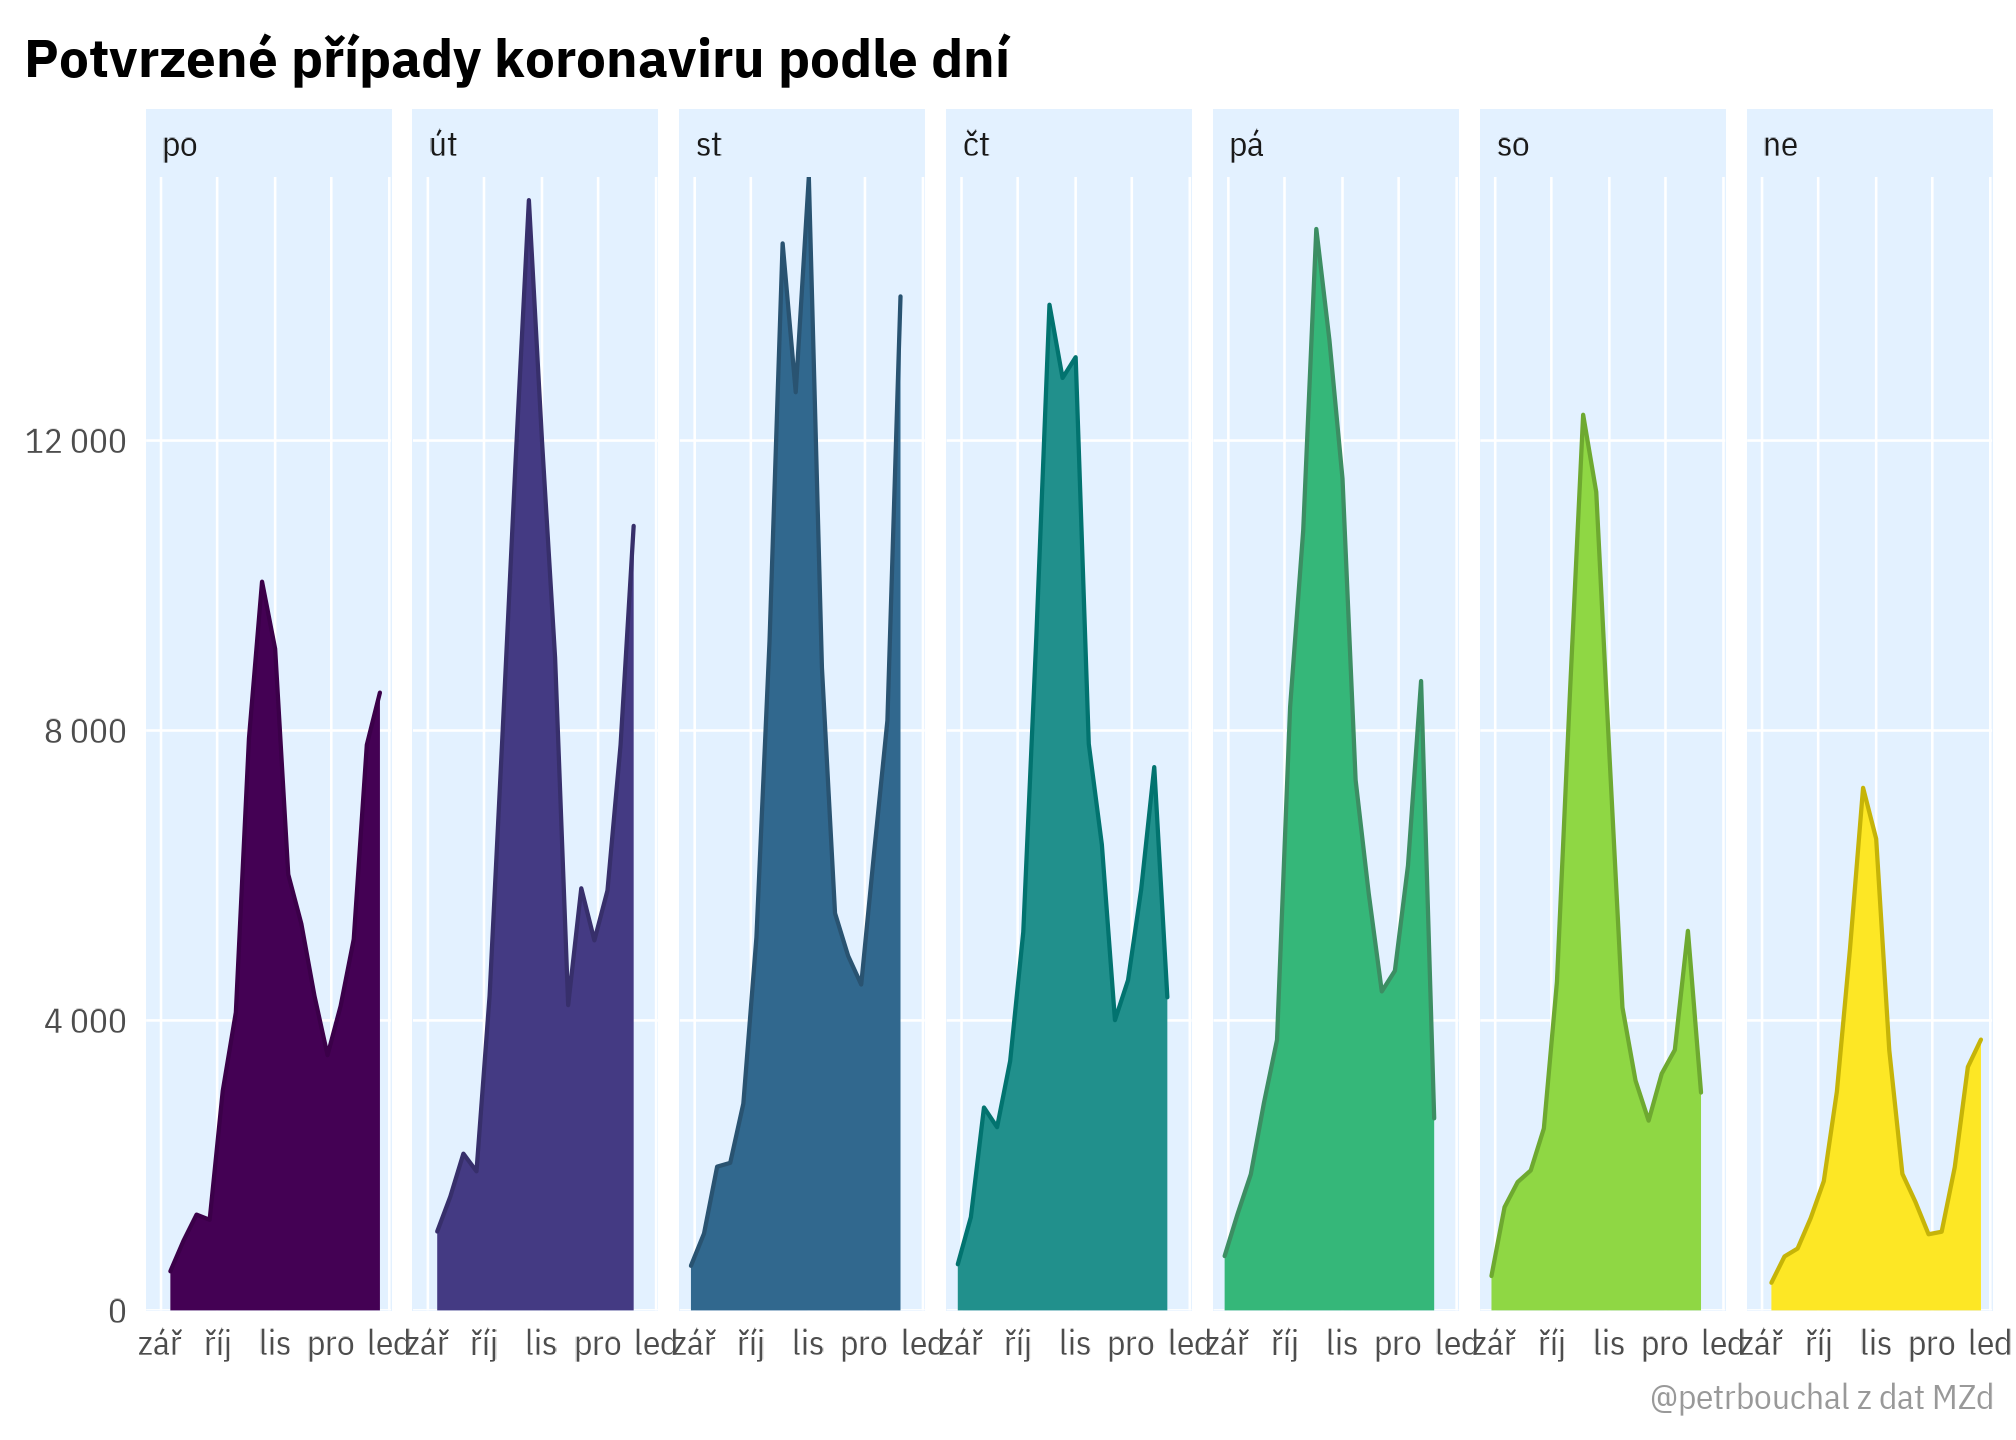 Potvrzené případy koronaviru podle dní
po út st čt pá so ne
12 000
8 000
4 000
0
zář říj lis pro led zář říj lis pro led zář říj lis pro led zář říj lis pro led zář říj lis pro led zář říj lis pro led zář říj lis pro led
@petrbouchal z dat MZd